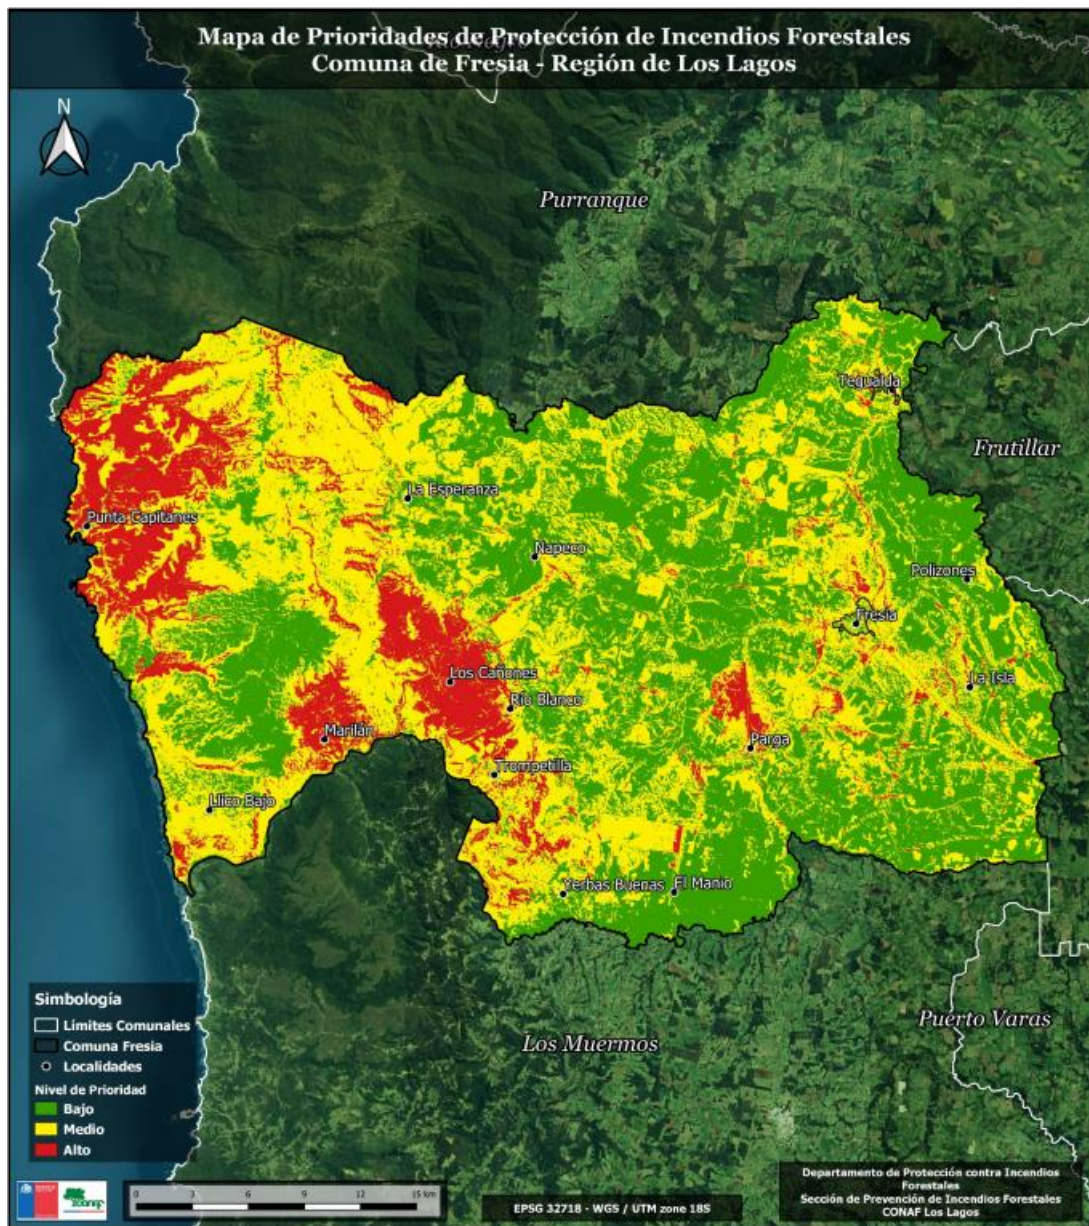 Mapa de Prioridades de Protección de Incendios Forestales
Comuna de Fresia - Región de Los Lagos
N
Purranque
Tegualda
Frutillar
La Esperanza
Punta Capitanes
Napeco
Polizones
Fresia
Los Cañones
La Isla
Río Blanco
Marilán
Parga
Trompetilla
Llico Bajo
Yerbas Buenas
El Manio
Simbología
Límites Comunales
Comuna Fresia
Localidades
Nivel de Prioridad
Bajo
Medio
Alto
Puerto Varas
Los Muermos
CONAF
0 3 6 9 12 15 km
EPSG 32718 - WGS / UTM zone 18S
Departamento de Protección contra Incendios
Forestales
Sección de Prevención de Incendios Forestales
CONAF Los Lagos